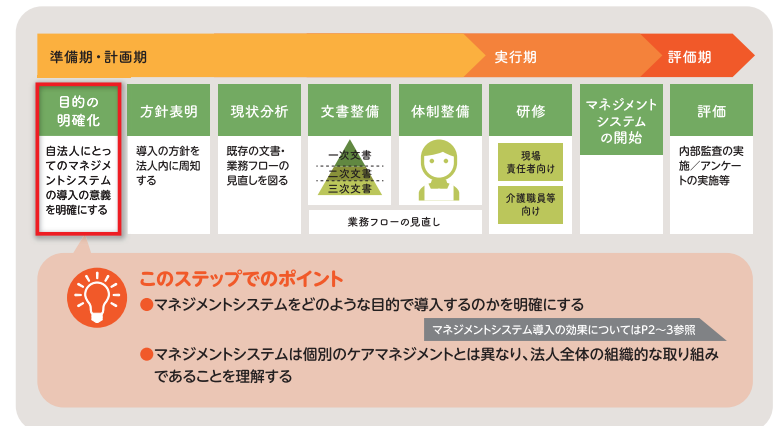 準備期・計画期
実行期
評価期
目的の
明確化
自法人にとっ
てのマネジメ
ントシステム
の導入の意義
を明確にする
方針表明
導入の方針を
法人内に周知
する
現状分析
既存の文書・
業務フローの
見直しを図る
文書整備
一次文書
二次文書
三次文書
体制整備
業務フローの見直し
研修
現場
責任者向け
介護職員等
向け
マネジメント
システム
の開始
評価
内部監査の実
施／アンケー
トの実施等
このステップでのポイント
●マネジメントシステムをどのような目的で導入するのかを明確にする
マネジメントシステム導入の効果についてはP2〜3参照
●マネジメントシステムは個別のケアマネジメントとは異なり、法人全体の組織的な取り組み
であることを理解する